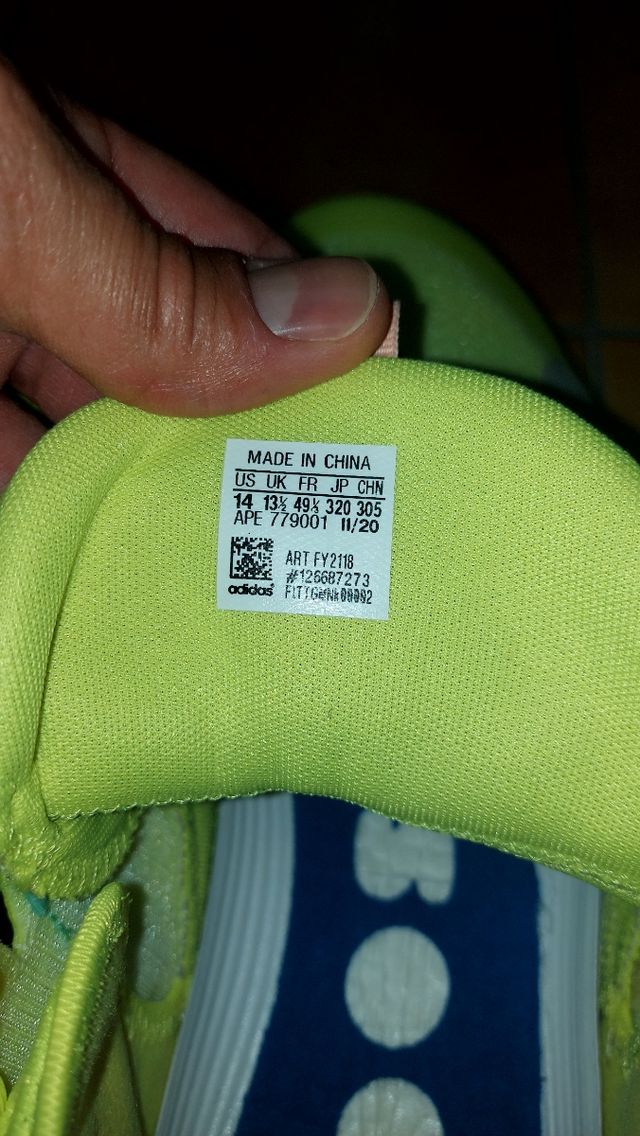 MADE IN CHINA
US UK FR JP CHN
14 13½ 49⅓ 320 305
APE 779001 11/20
ART FY2118
#126687273
adidas